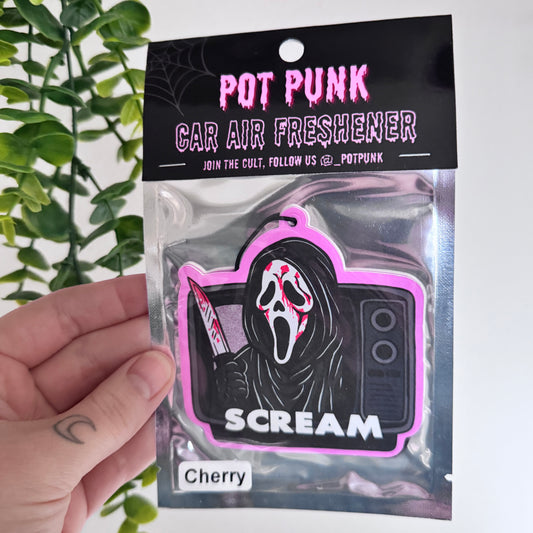 POT PUNK
CAR AIR FRESHENER
JOIN THE CULT, FOLLOW US @_POTPUNK
SCREAM
Cherry